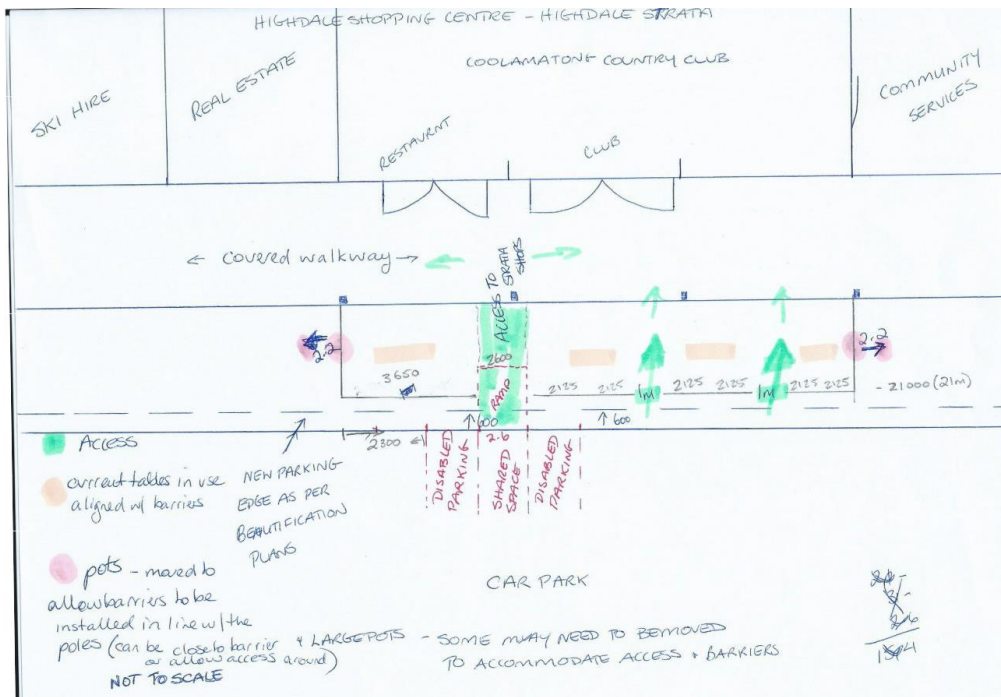 HIGHDALE SHOPPING CENTRE - HIGHDALE STRATA
SKI HIRE
REAL ESTATE
COOLAMATONG COUNTRY CLUB
COMMUNITY
SERVICES
RESTAURNT
CLUB
← Covered walkway →
ACCESS TO
STRATA
SHOPS
2.2
2.2
3650
2600
RAMP
2125
2125
1M
2125
2125
1M
2125
2125
- 21000 (21m)
2300
↑ 600
↑ 600
DISABLED
PARKING
2.6
SHARED
SPACE
DISABLED
PARKING
ACCESS
current tables in use
aligned w/ barriers
NEW PARKING
EDGE AS PER
BEAUTIFICATION
PLANS
pots - moved to
allow barriers to be
installed in line w/ the
poles (can be close to barrier
or allow access around)
NOT TO SCALE
CAR PARK
LARGE POTS - SOME MAY NEED TO BE MOVED
TO ACCOMMODATE ACCESS + BARRIERS